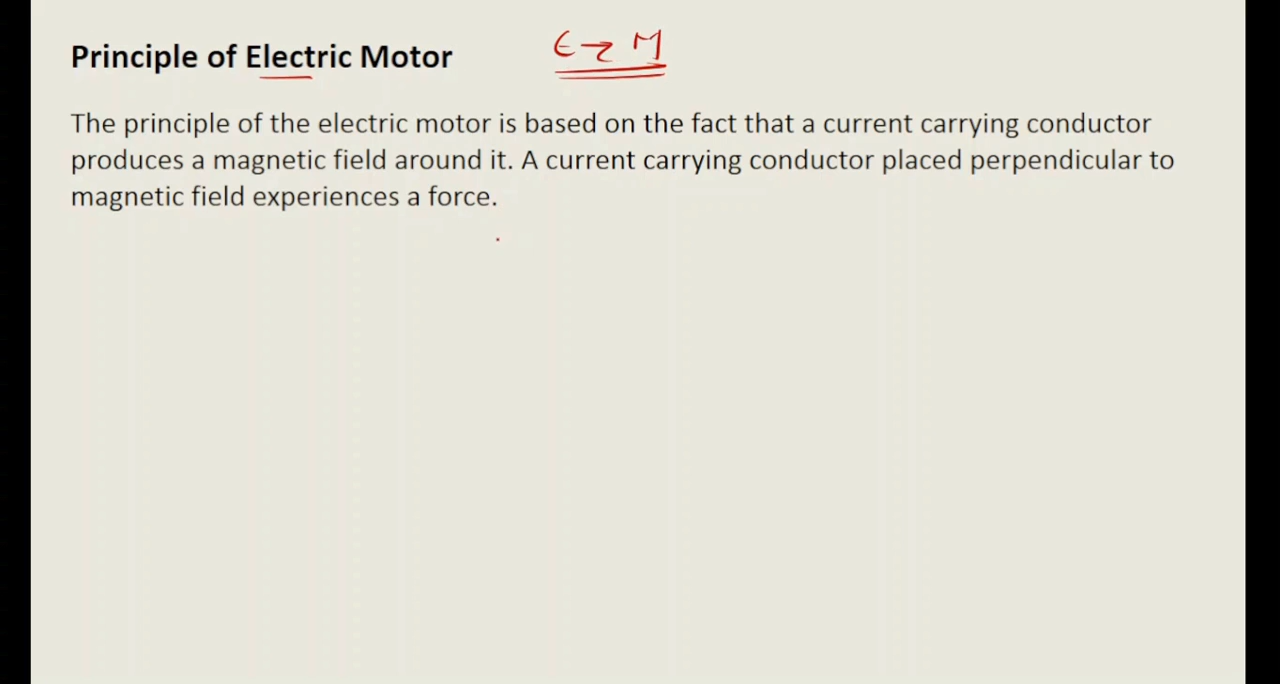 Principle of Electric Motor E → M
The principle of the electric motor is based on the fact that a current carrying conductor
produces a magnetic field around it. A current carrying conductor placed perpendicular to
magnetic field experiences a force.